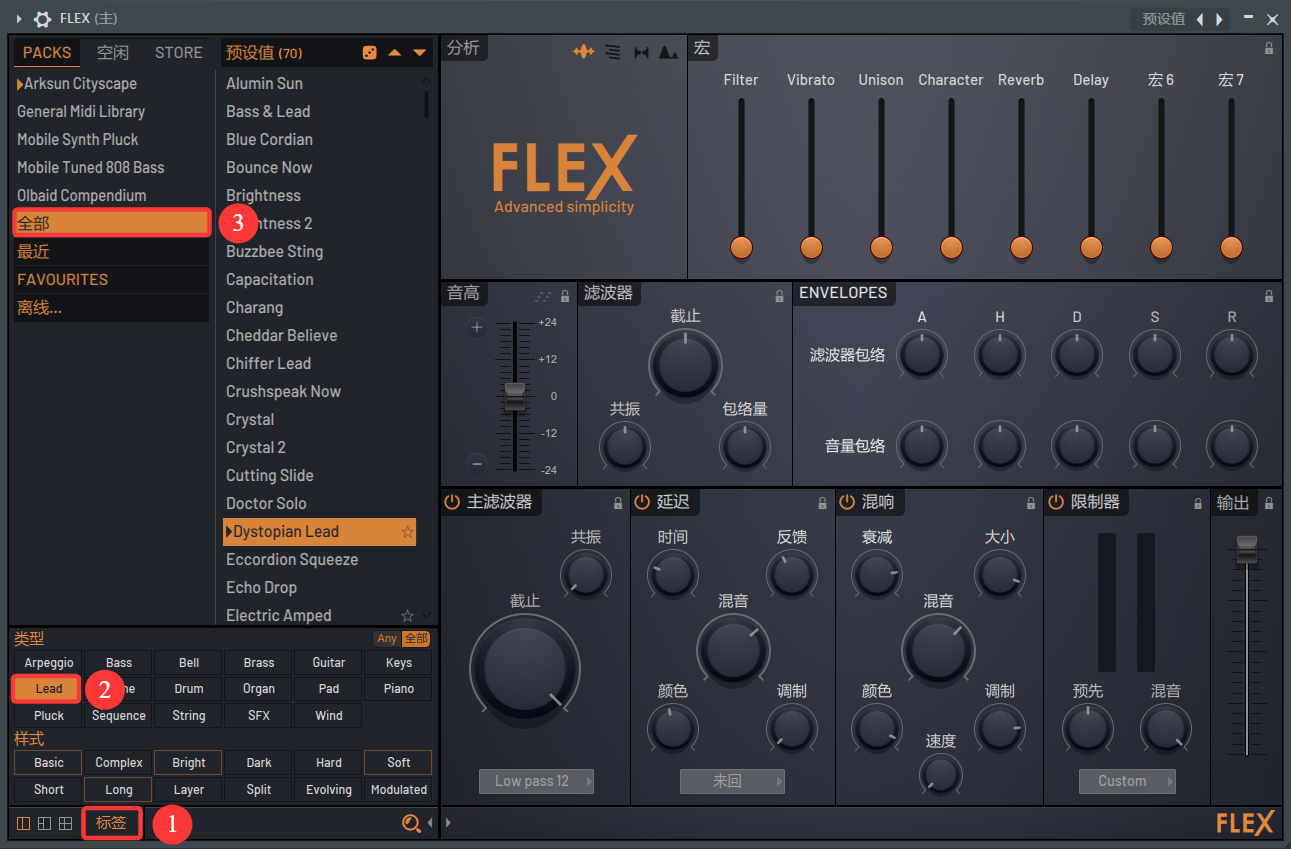 FLEX (主)
预设值
PACKS
空闲
STORE
预设值 (70)
Arksun Cityscape
General Midi Library
Mobile Synth Pluck
Mobile Tuned 808 Bass
Olbaid Compendium
全部
3
最近
FAVOURITES
离线...
Alumin Sun
Bass & Lead
Blue Cordian
Bounce Now
Brightness
ntness 2
Buzzbee Sting
Capacitation
Charang
Cheddar Believe
Chiffer Lead
Crushspeak Now
Crystal
Crystal 2
Cutting Slide
Doctor Solo
Dystopian Lead
Eccordion Squeeze
Echo Drop
Electric Amped
类型
Any 全部
Arpeggio Bass Bell Brass Guitar Keys
Lead 2 ne Drum Organ Pad Piano
Pluck Sequence String SFX Wind
样式
Basic Complex Bright Dark Hard Soft
Short Long Layer Split Evolving Modulated
标签 1
分析
FLEX
Advanced simplicity
宏
Filter Vibrato Unison Character Reverb Delay 宏 6 宏 7
音高
+24
+12
0
-12
-24
滤波器
截止
共振 包络量
ENVELOPES
A H D S R
滤波器包络
音量包络
主滤波器
共振
截止
Low pass 12
延迟
时间 反馈
混音
颜色 调制
来回
混响
衰减 大小
混音
颜色 调制
速度
限制器
预先 混音
Custom
输出
FLEX